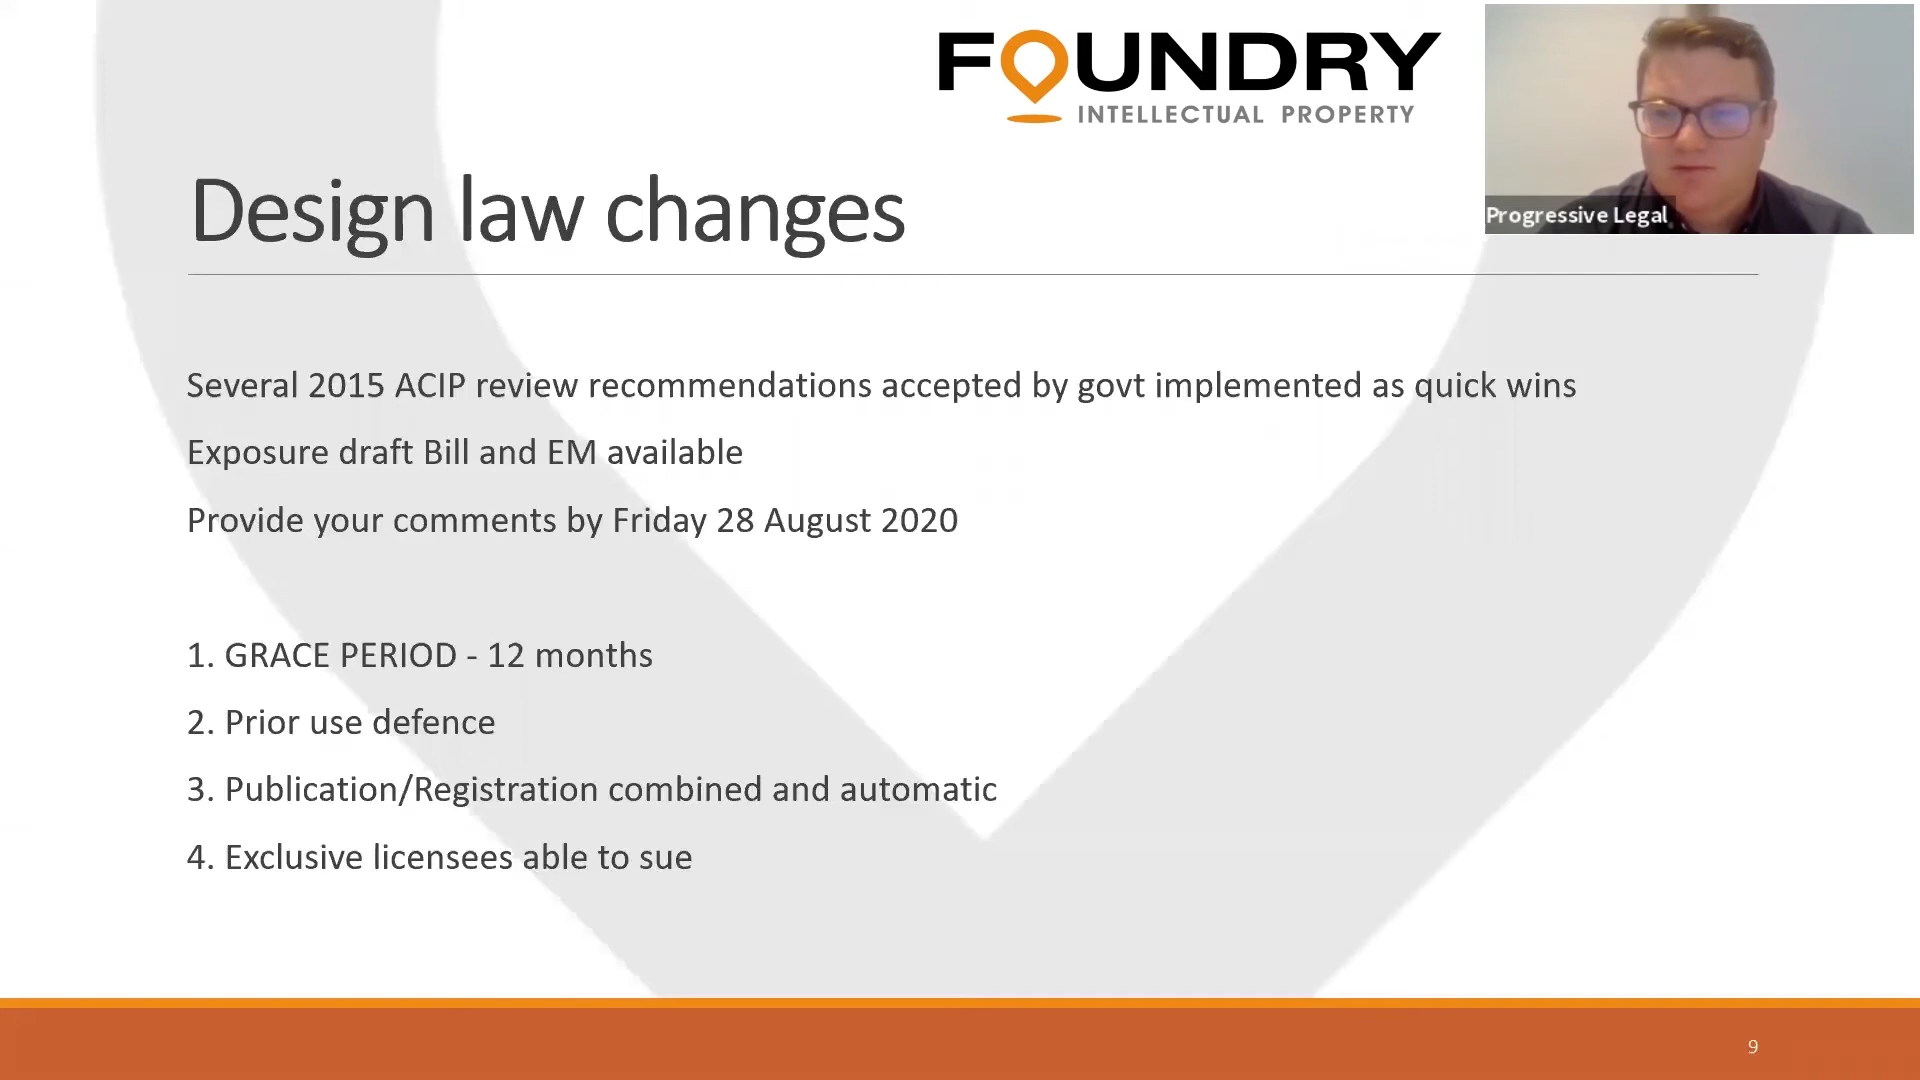 FOUNDRY
INTELLECTUAL PROPERTY
Progressive Legal
Design law changes
Several 2015 ACIP review recommendations accepted by govt implemented as quick wins
Exposure draft Bill and EM available
Provide your comments by Friday 28 August 2020
1. GRACE PERIOD - 12 months
2. Prior use defence
3. Publication/Registration combined and automatic
4. Exclusive licensees able to sue
9